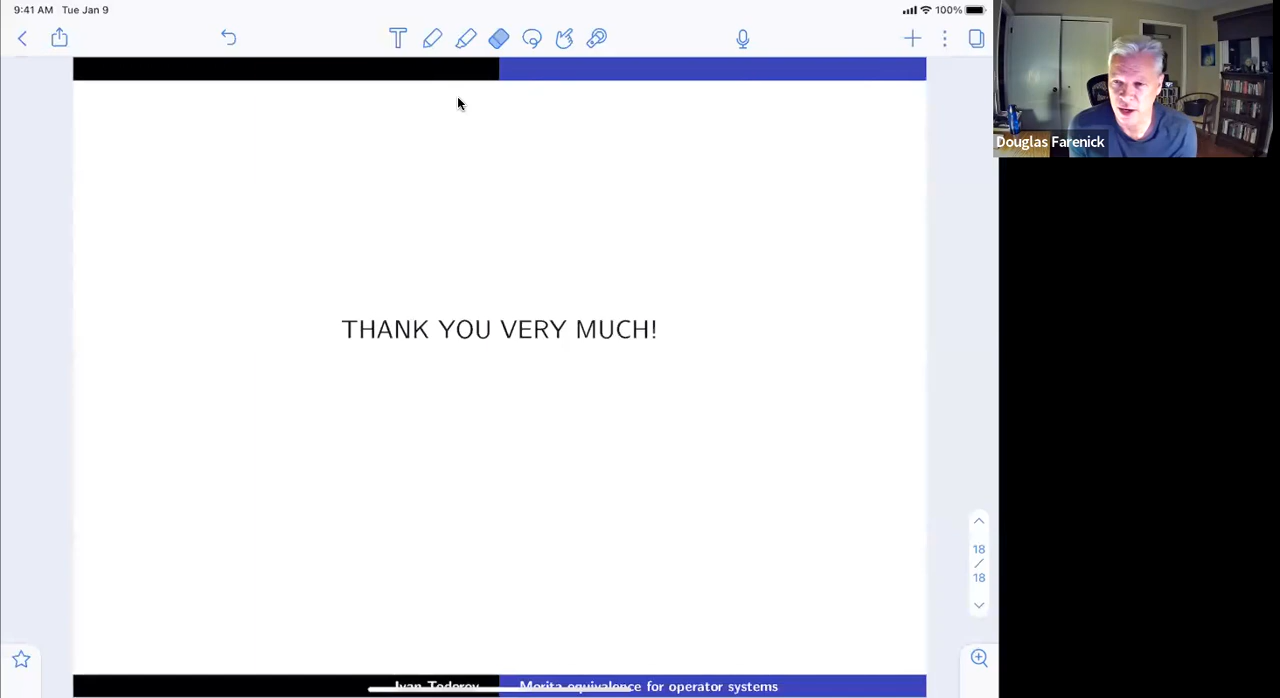 9:41 AM Tue Jan 9
100%
Douglas Farenick
THANK YOU VERY MUCH!
18
/
18
Ivan Todorov
Morita equivalence for operator systems